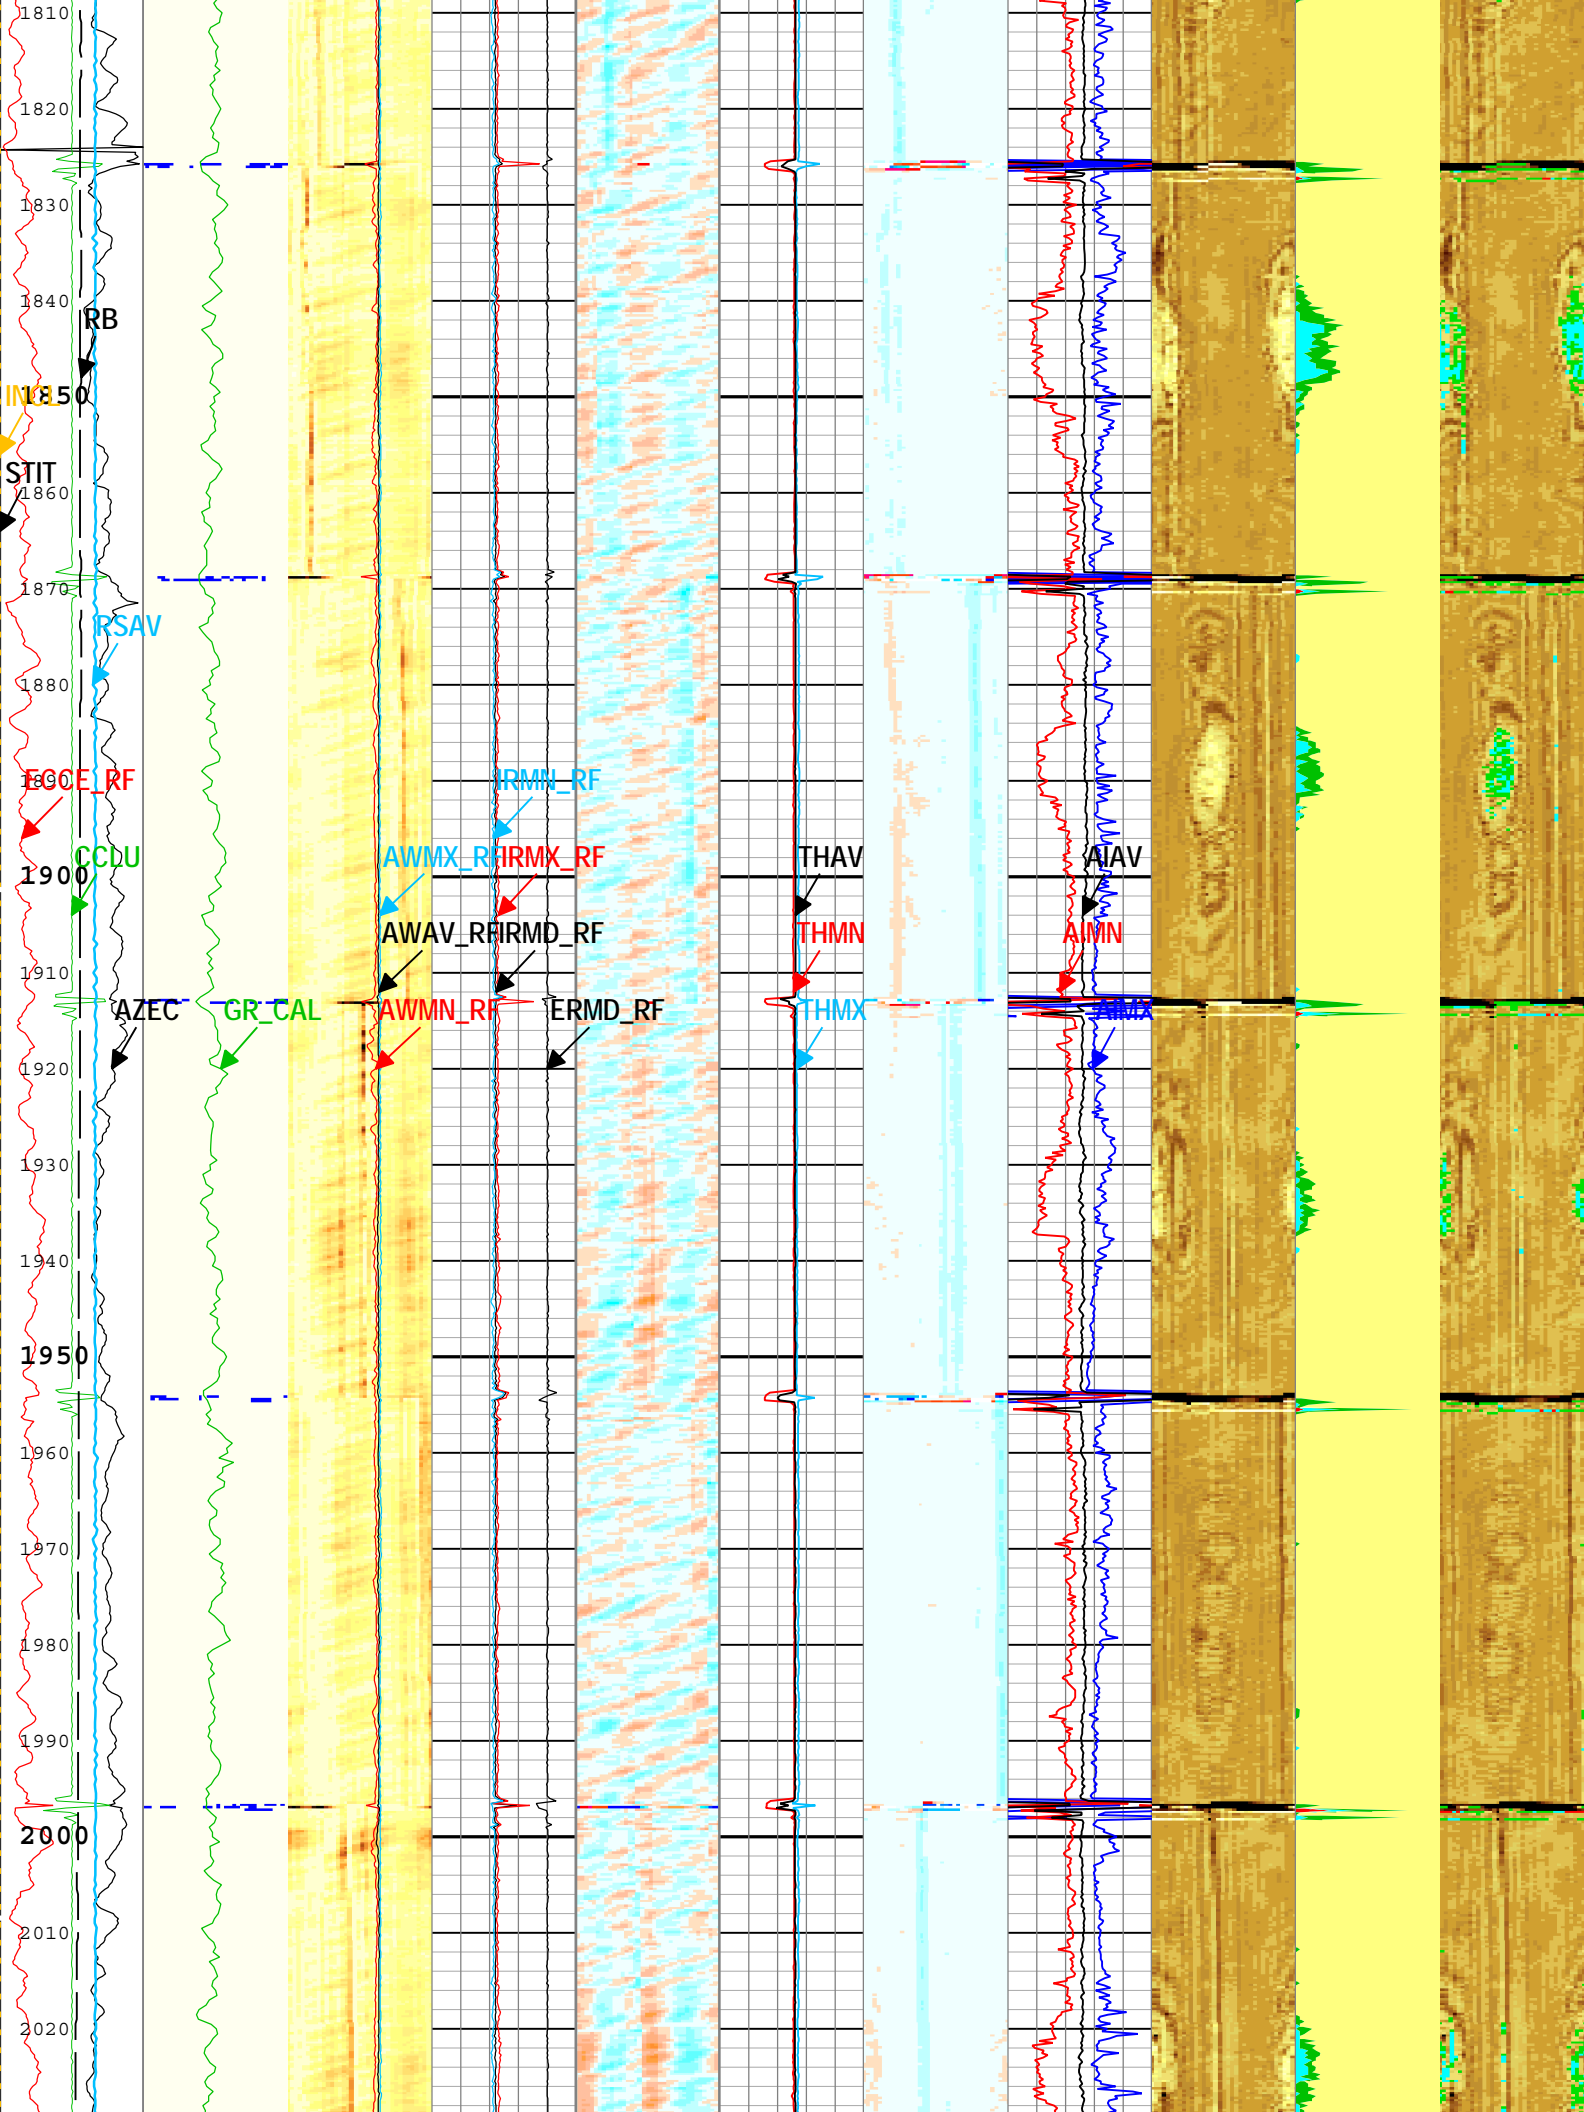 1810
1820
1830
1840
RB
INCL
1850
STIT
1860
1870
RSAV
1880
ECCE_RF
1890
IRMN_RF
CCLU
AWMX_RF
IRMX_RF
THAV
AIAV
1900
AWAV_RF
IRMD_RF
THMN
AIMN
1910
AZEC
GR_CAL
AWMN_RF
ERMD_RF
THMX
AIMX
1920
1930
1940
1950
1960
1970
1980
1990
2000
2010
2020